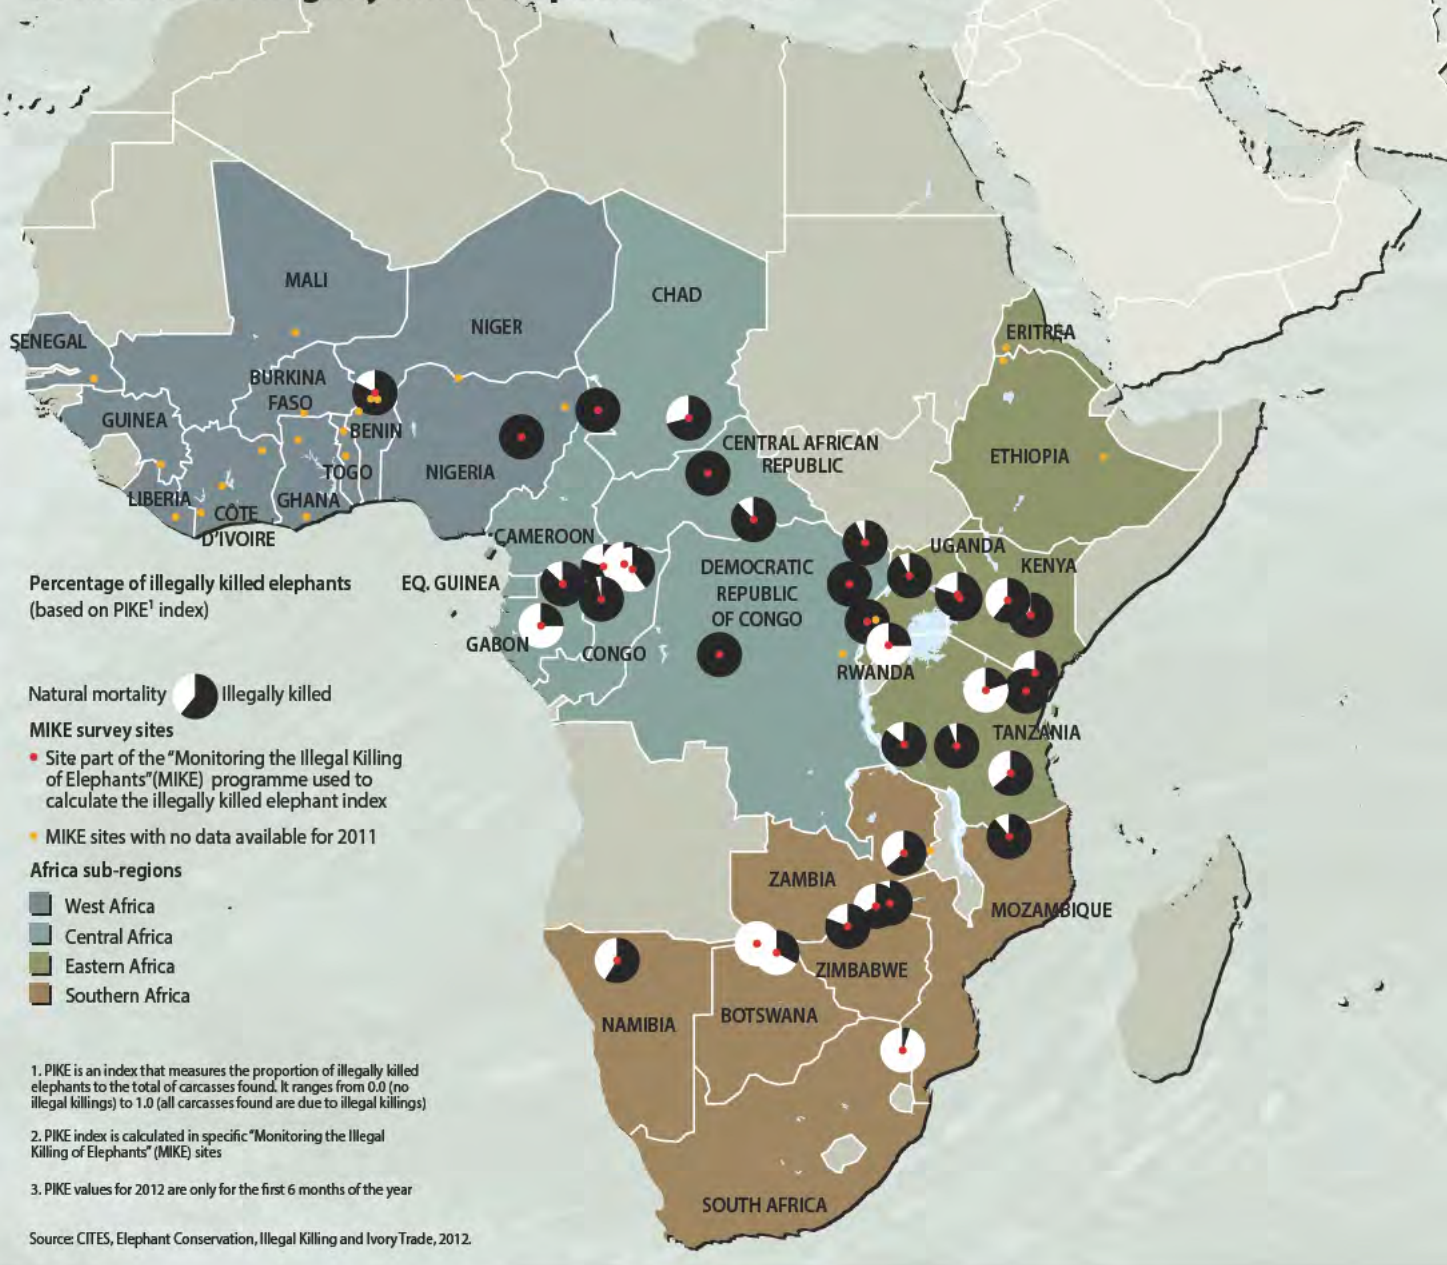 MALI
CHAD
NIGER
SENEGAL
ERITREA
BURKINA
FASO
GUINEA
BENIN
CENTRAL AFRICAN
REPUBLIC
ETHIOPIA
TOGO
NIGERIA
LIBERIA
GHANA
CÔTE
D'IVOIRE
CAMEROON
UGANDA
KENYA
DEMOCRATIC
REPUBLIC
OF CONGO
EQ. GUINEA
GABON
CONGO
RWANDA
TANZANIA
ZAMBIA
MOZAMBIQUE
ZIMBABWE
NAMIBIA
BOTSWANA
SOUTH AFRICA
Percentage of illegally killed elephants
(based on PIKE¹ index)
Natural mortality Illegally killed
MIKE survey sites
Site part of the "Monitoring the Illegal Killing
of Elephants"(MIKE) programme used to
calculate the illegally killed elephant index
MIKE sites with no data available for 2011
Africa sub-regions
West Africa
Central Africa
Eastern Africa
Southern Africa
1. PIKE is an index that measures the proportion of illegally killed
elephants to the total of carcasses found. It ranges from 0.0 (no
illegal killings) to 1.0 (all carcasses found are due to illegal killings)
2. PIKE index is calculated in specific "Monitoring the Illegal
Killing of Elephants" (MIKE) sites
3. PIKE values for 2012 are only for the first 6 months of the year
Source: CITES, Elephant Conservation, Illegal Killing and Ivory Trade, 2012.